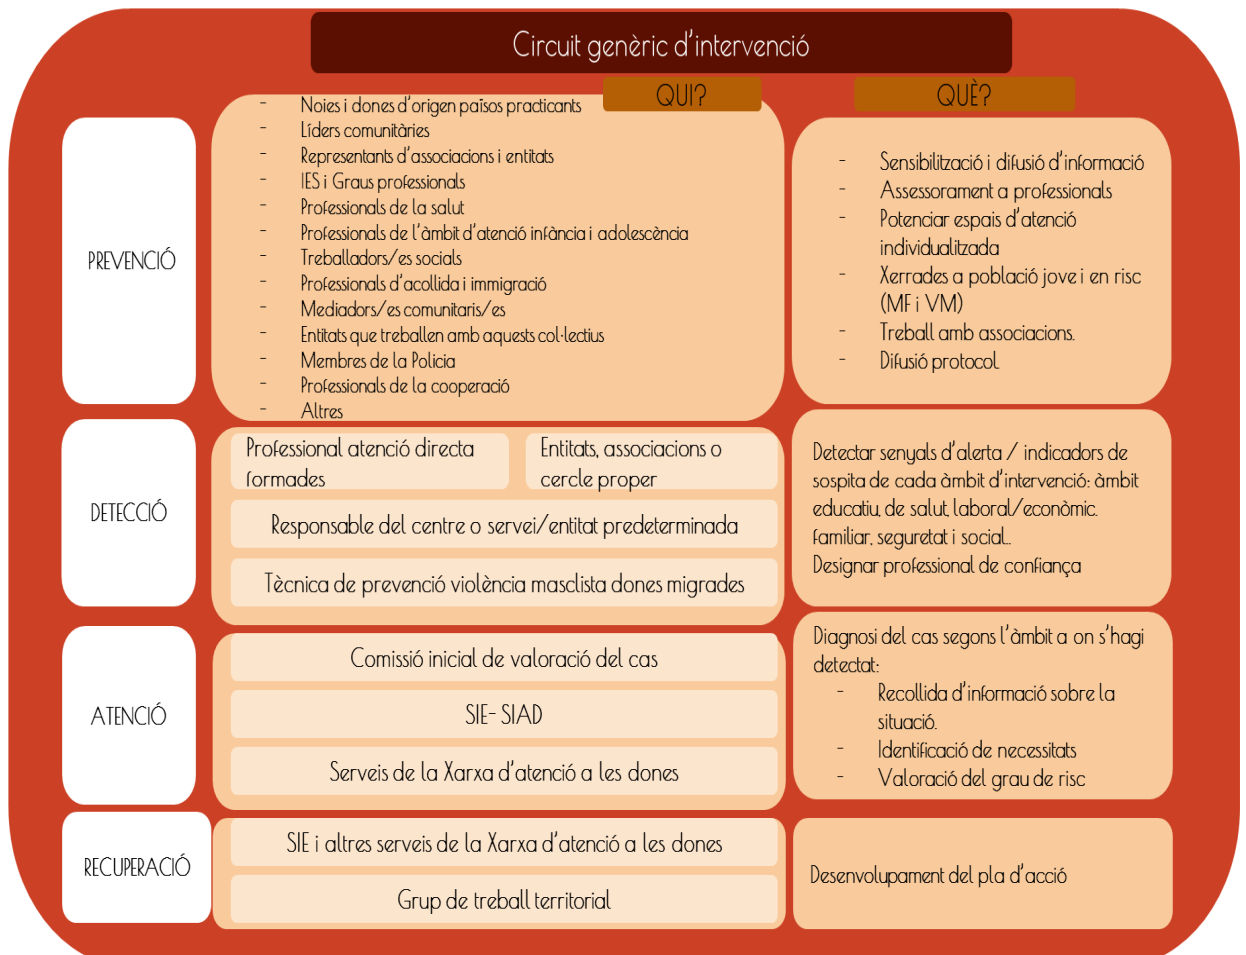 Circuit genèric d'intervenció
QUI?
QUÈ?
PREVENCIÓ
- Noies i dones d'origen països practicants
- Líders comunitàries
- Representants d'associacions i entitats
- IES i Graus professionals
- Professionals de la salut
- Professionals de l'àmbit d'atenció infància i adolescència
- Treballadors/es socials
- Professionals d'acollida i immigració
- Mediadors/es comunitaris/es
- Entitats que treballen amb aquests col·lectius
- Membres de la Policia
- Professionals de la cooperació
- Altres
- Sensibilització i difusió d'informació
- Assessorament a professionals
- Potenciar espais d'atenció
individualitzada
- Xerrades a població jove i en risc
(MF i VM)
- Treball amb associacions.
- Difusió protocol
DETECCIÓ
Professional atenció directa
formades
Entitats, associacions o
cercle proper
Responsable del centre o servei/entitat predeterminada
Tècnica de prevenció violència masclista dones migrades
Detectar senyals d'alerta / indicadors de
sospita de cada àmbit d'intervenció: àmbit
educatiu, de salut, laboral/econòmic.
familiar, seguretat i social..
Designar professional de confiança
ATENCIÓ
Comissió inicial de valoració del cas
SIE- SIAD
Serveis de la Xarxa d'atenció a les dones
Diagnosi del cas segons l'àmbit a on s'hagi
detectat:
- Recollida d'informació sobre la
situació.
- Identificació de necessitats
- Valoració del grau de risc
RECUPERACIÓ
SIE i altres serveis de la Xarxa d'atenció a les dones
Grup de treball territorial
Desenvolupament del pla d'acció